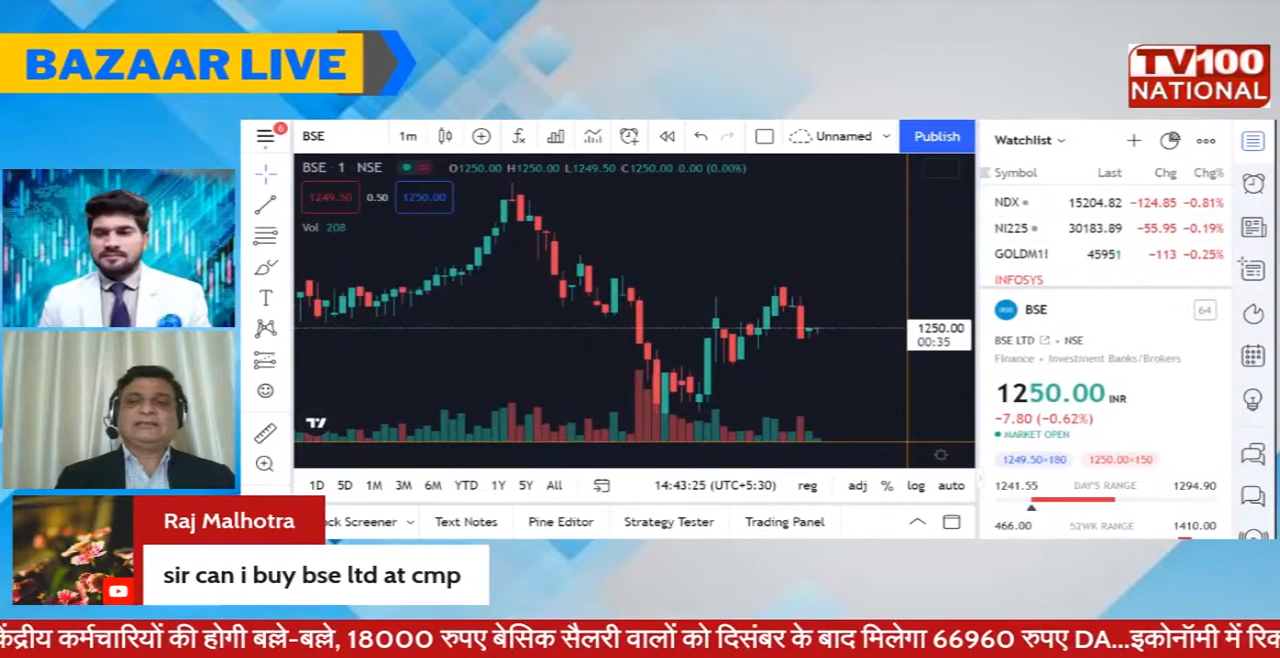 BAZAAR LIVE
TV100
NATIONAL
6
BSE
1m
Unnamed
Publish
BSE · 1 · NSE
O1250.00 H1250.00 L1249.50 C1250.00 0.00 (0.00%)
1249.50 0.50 1250.00
Vol 208
1250.00
00:35
1D 5D 1M 3M 6M YTD 1Y 5Y All
14:43:25 (UTC+5:30)
reg
adj % log auto
ck Screener
Text Notes
Pine Editor
Strategy Tester
Trading Panel
Watchlist
Symbol Last Chg Chg%
NDX 15204.82 −124.85 −0.81%
NI225 30183.89 −55.95 −0.19%
GOLDM1! 45951 −113 −0.25%
INFOSYS
BSE
64
BSE LTD · NSE
Finance · Investment Banks/Brokers
1250.00 INR
−7.80 (−0.62%)
MARKET OPEN
1249.50×180 1250.00×150
1241.55 DAY'S RANGE 1294.90
466.00 52WK RANGE 1410.00
Raj Malhotra
sir can i buy bse ltd at cmp
केंद्रीय कर्मचारियों की होगी बल्ले-बल्ले, 18000 रुपए बेसिक सैलरी वालों को दिसंबर के बाद मिलेगा 66960 रुपए DA...इकोनॉमी में रिक